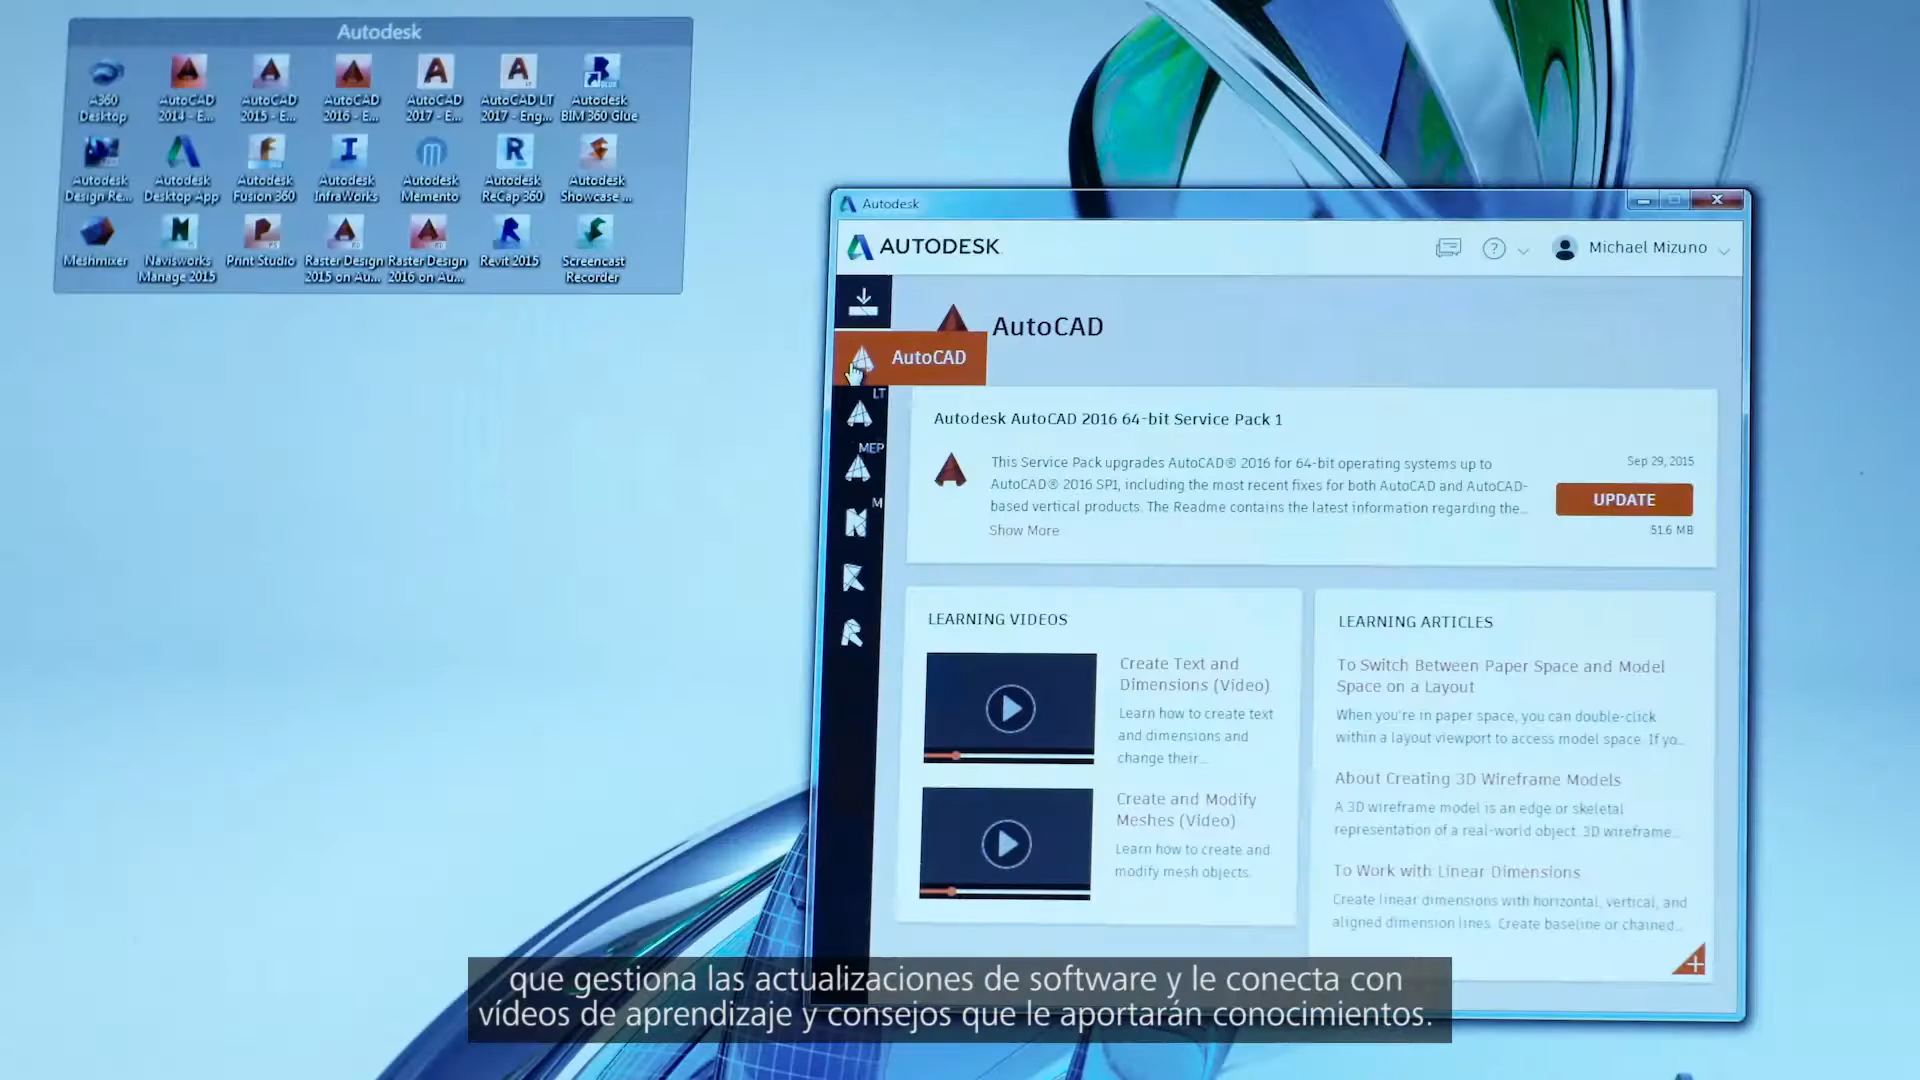 Autodesk
A360
Desktop
AutoCAD
2014 - E...
AutoCAD
2015 - E...
AutoCAD
2016 - E...
AutoCAD
2017 - E...
AutoCAD LT
2017 - Eng...
Autodesk
BIM 360 Glue
Autodesk
Design Re...
Autodesk
Desktop App
Autodesk
Fusion 360
Autodesk
InfraWorks
Autodesk
Memento
Autodesk
ReCap 360
Autodesk
Showcase ...
Meshmixer
Navisworks
Manage 2015
Print Studio
Raster Design
2015 on Au...
Raster Design
2016 on Au...
Revit 2015
Screencast
Recorder
Autodesk
AUTODESK
Michael Mizuno
AutoCAD
AutoCAD
LT
MEP
M
Autodesk AutoCAD 2016 64-bit Service Pack 1
This Service Pack upgrades AutoCAD® 2016 for 64-bit operating systems up to
AutoCAD® 2016 SP1, including the most recent fixes for both AutoCAD and AutoCAD-
based vertical products. The Readme contains the latest information regarding the...
Show More
Sep 29, 2015
UPDATE
51.6 MB
LEARNING VIDEOS
Create Text and
Dimensions (Video)
Learn how to create text
and dimensions and
change their...
Create and Modify
Meshes (Video)
Learn how to create and
modify mesh objects.
LEARNING ARTICLES
To Switch Between Paper Space and Model
Space on a Layout
When you're in paper space, you can double-click
within a layout viewport to access model space. If yo...
About Creating 3D Wireframe Models
A 3D wireframe model is an edge or skeletal
representation of a real-world object. 3D wireframe...
To Work with Linear Dimensions
Create linear dimensions with horizontal, vertical, and
aligned dimension lines. Create baseline or chained...
que gestiona las actualizaciones de software y le conecta con
vídeos de aprendizaje y consejos que le aportarán conocimientos.